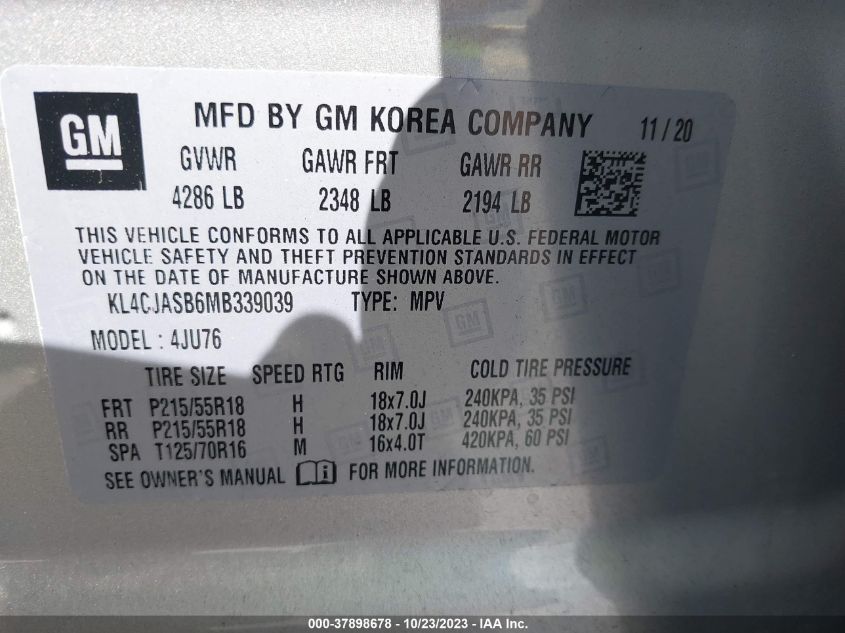 GM
MFD BY GM KOREA COMPANY 11/20
GVWR GAWR FRT GAWR RR
4286 LB 2348 LB 2194 LB
THIS VEHICLE CONFORMS TO ALL APPLICABLE U.S. FEDERAL MOTOR
VEHICLE SAFETY AND THEFT PREVENTION STANDARDS IN EFFECT
ON THE DATE OF MANUFACTURE SHOWN ABOVE.
KL4CJASB6MB339039 TYPE: MPV
MODEL : 4JU76
TIRE SIZE SPEED RTG RIM COLD TIRE PRESSURE
FRT P215/55R18 H 18x7.0J 240KPA, 35 PSI
RR P215/55R18 H 18x7.0J 240KPA, 35 PSI
SPA T125/70R16 M 16x4.0T 420KPA, 60 PSI
SEE OWNER'S MANUAL i FOR MORE INFORMATION.
000-37898678 - 10/23/2023 - IAA Inc.